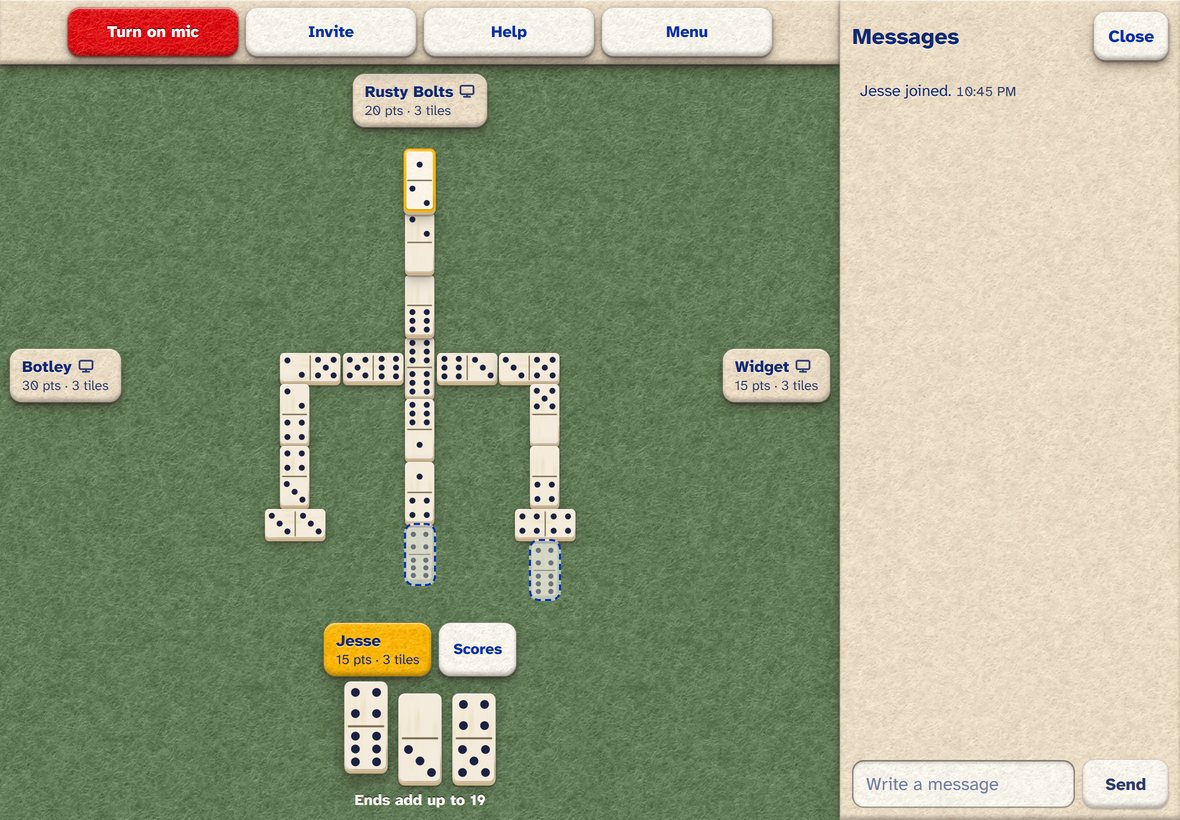 Turn on mic
Invite
Help
Menu
Messages
Close
Jesse joined. 10:45 PM
Rusty Bolts
20 pts · 3 tiles
Botley
30 pts · 3 tiles
Widget
15 pts · 3 tiles
Jesse
15 pts · 3 tiles
Scores
Ends add up to 19
Write a message
Send